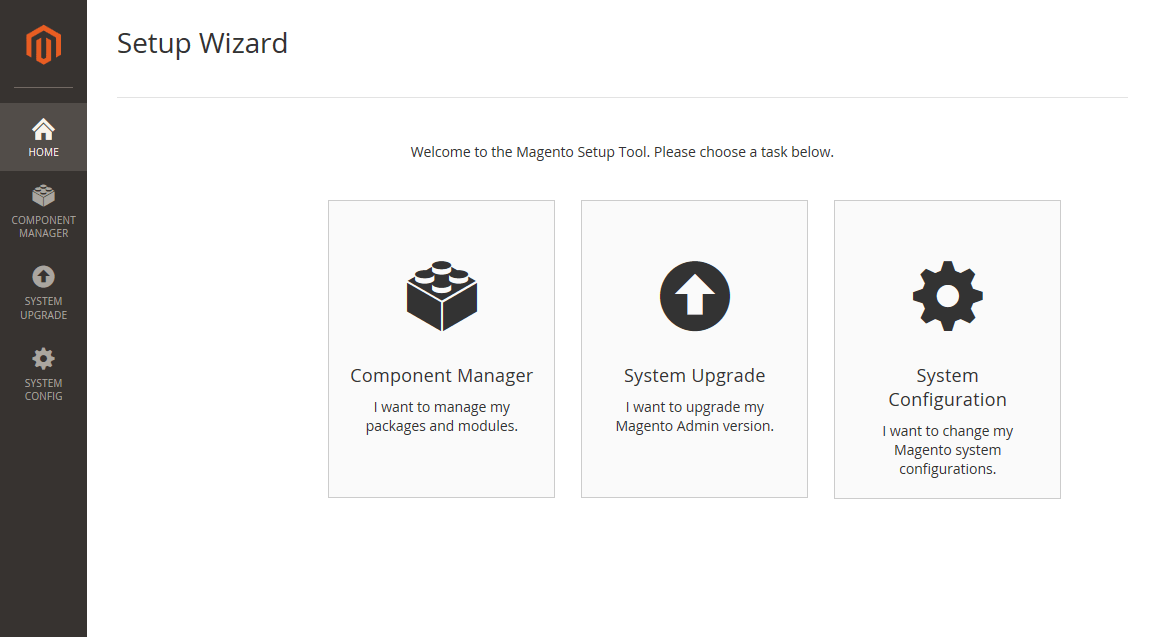 Setup Wizard
HOME
COMPONENT
MANAGER
SYSTEM
UPGRADE
SYSTEM
CONFIG
Welcome to the Magento Setup Tool. Please choose a task below.
Component Manager
I want to manage my
packages and modules.
System Upgrade
I want to upgrade my
Magento Admin version.
System
Configuration
I want to change my
Magento system
configurations.